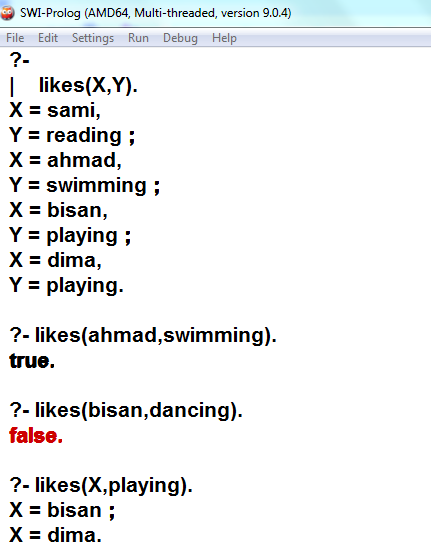 SWI-Prolog (AMD64, Multi-threaded, version 9.0.4)
File Edit Settings Run Debug Help
?-
| likes(X,Y).
X = sami,
Y = reading ;
X = ahmad,
Y = swimming ;
X = bisan,
Y = playing ;
X = dima,
Y = playing.
?- likes(ahmad,swimming).
true.
?- likes(bisan,dancing).
false.
?- likes(X,playing).
X = bisan ;
X = dima.